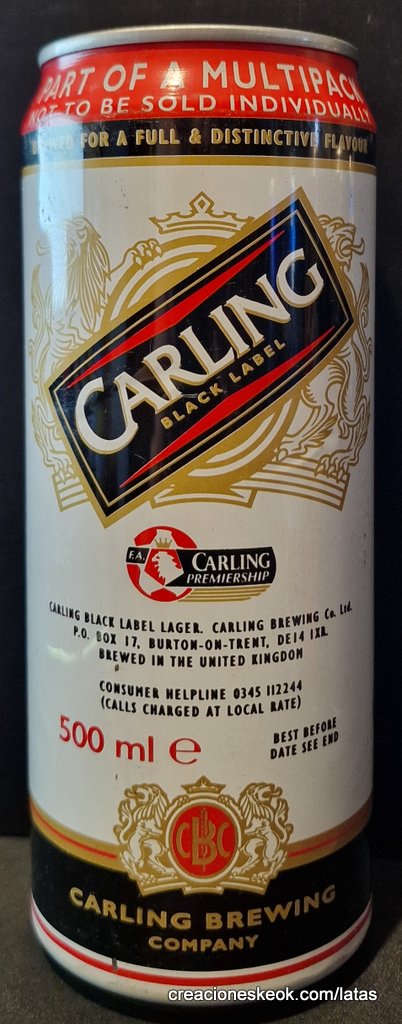 PART OF A MULTIPACK
NOT TO BE SOLD INDIVIDUALLY
FOR A FULL & DISTINCTIVE FLAVOUR
CARLING
BLACK LABEL
F.A. CARLING
PREMIERSHIP
CARLING BLACK LABEL LAGER. CARLING BREWING Co. Ltd.
P.O. BOX 17, BURTON-ON-TRENT, DE14 1XR.
BREWED IN THE UNITED KINGDOM
CONSUMER HELPLINE 0345 112244
(CALLS CHARGED AT LOCAL RATE)
500 ml e
BEST BEFORE
DATE SEE END
CBC
CARLING BREWING
COMPANY
creacioneskeok.com/latas